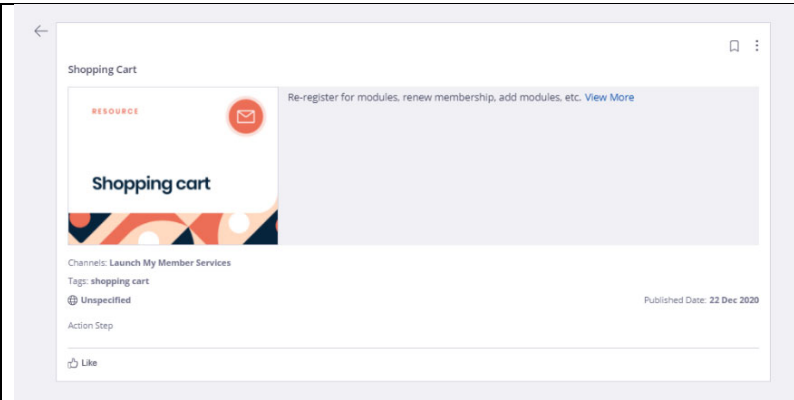 Shopping Cart
RESOURCE
Shopping cart
Re-register for modules, renew membership, add modules, etc. View More
Channels: Launch My Member Services
Tags: shopping cart
Unspecified
Published Date: 22 Dec 2020
Action Step
Like